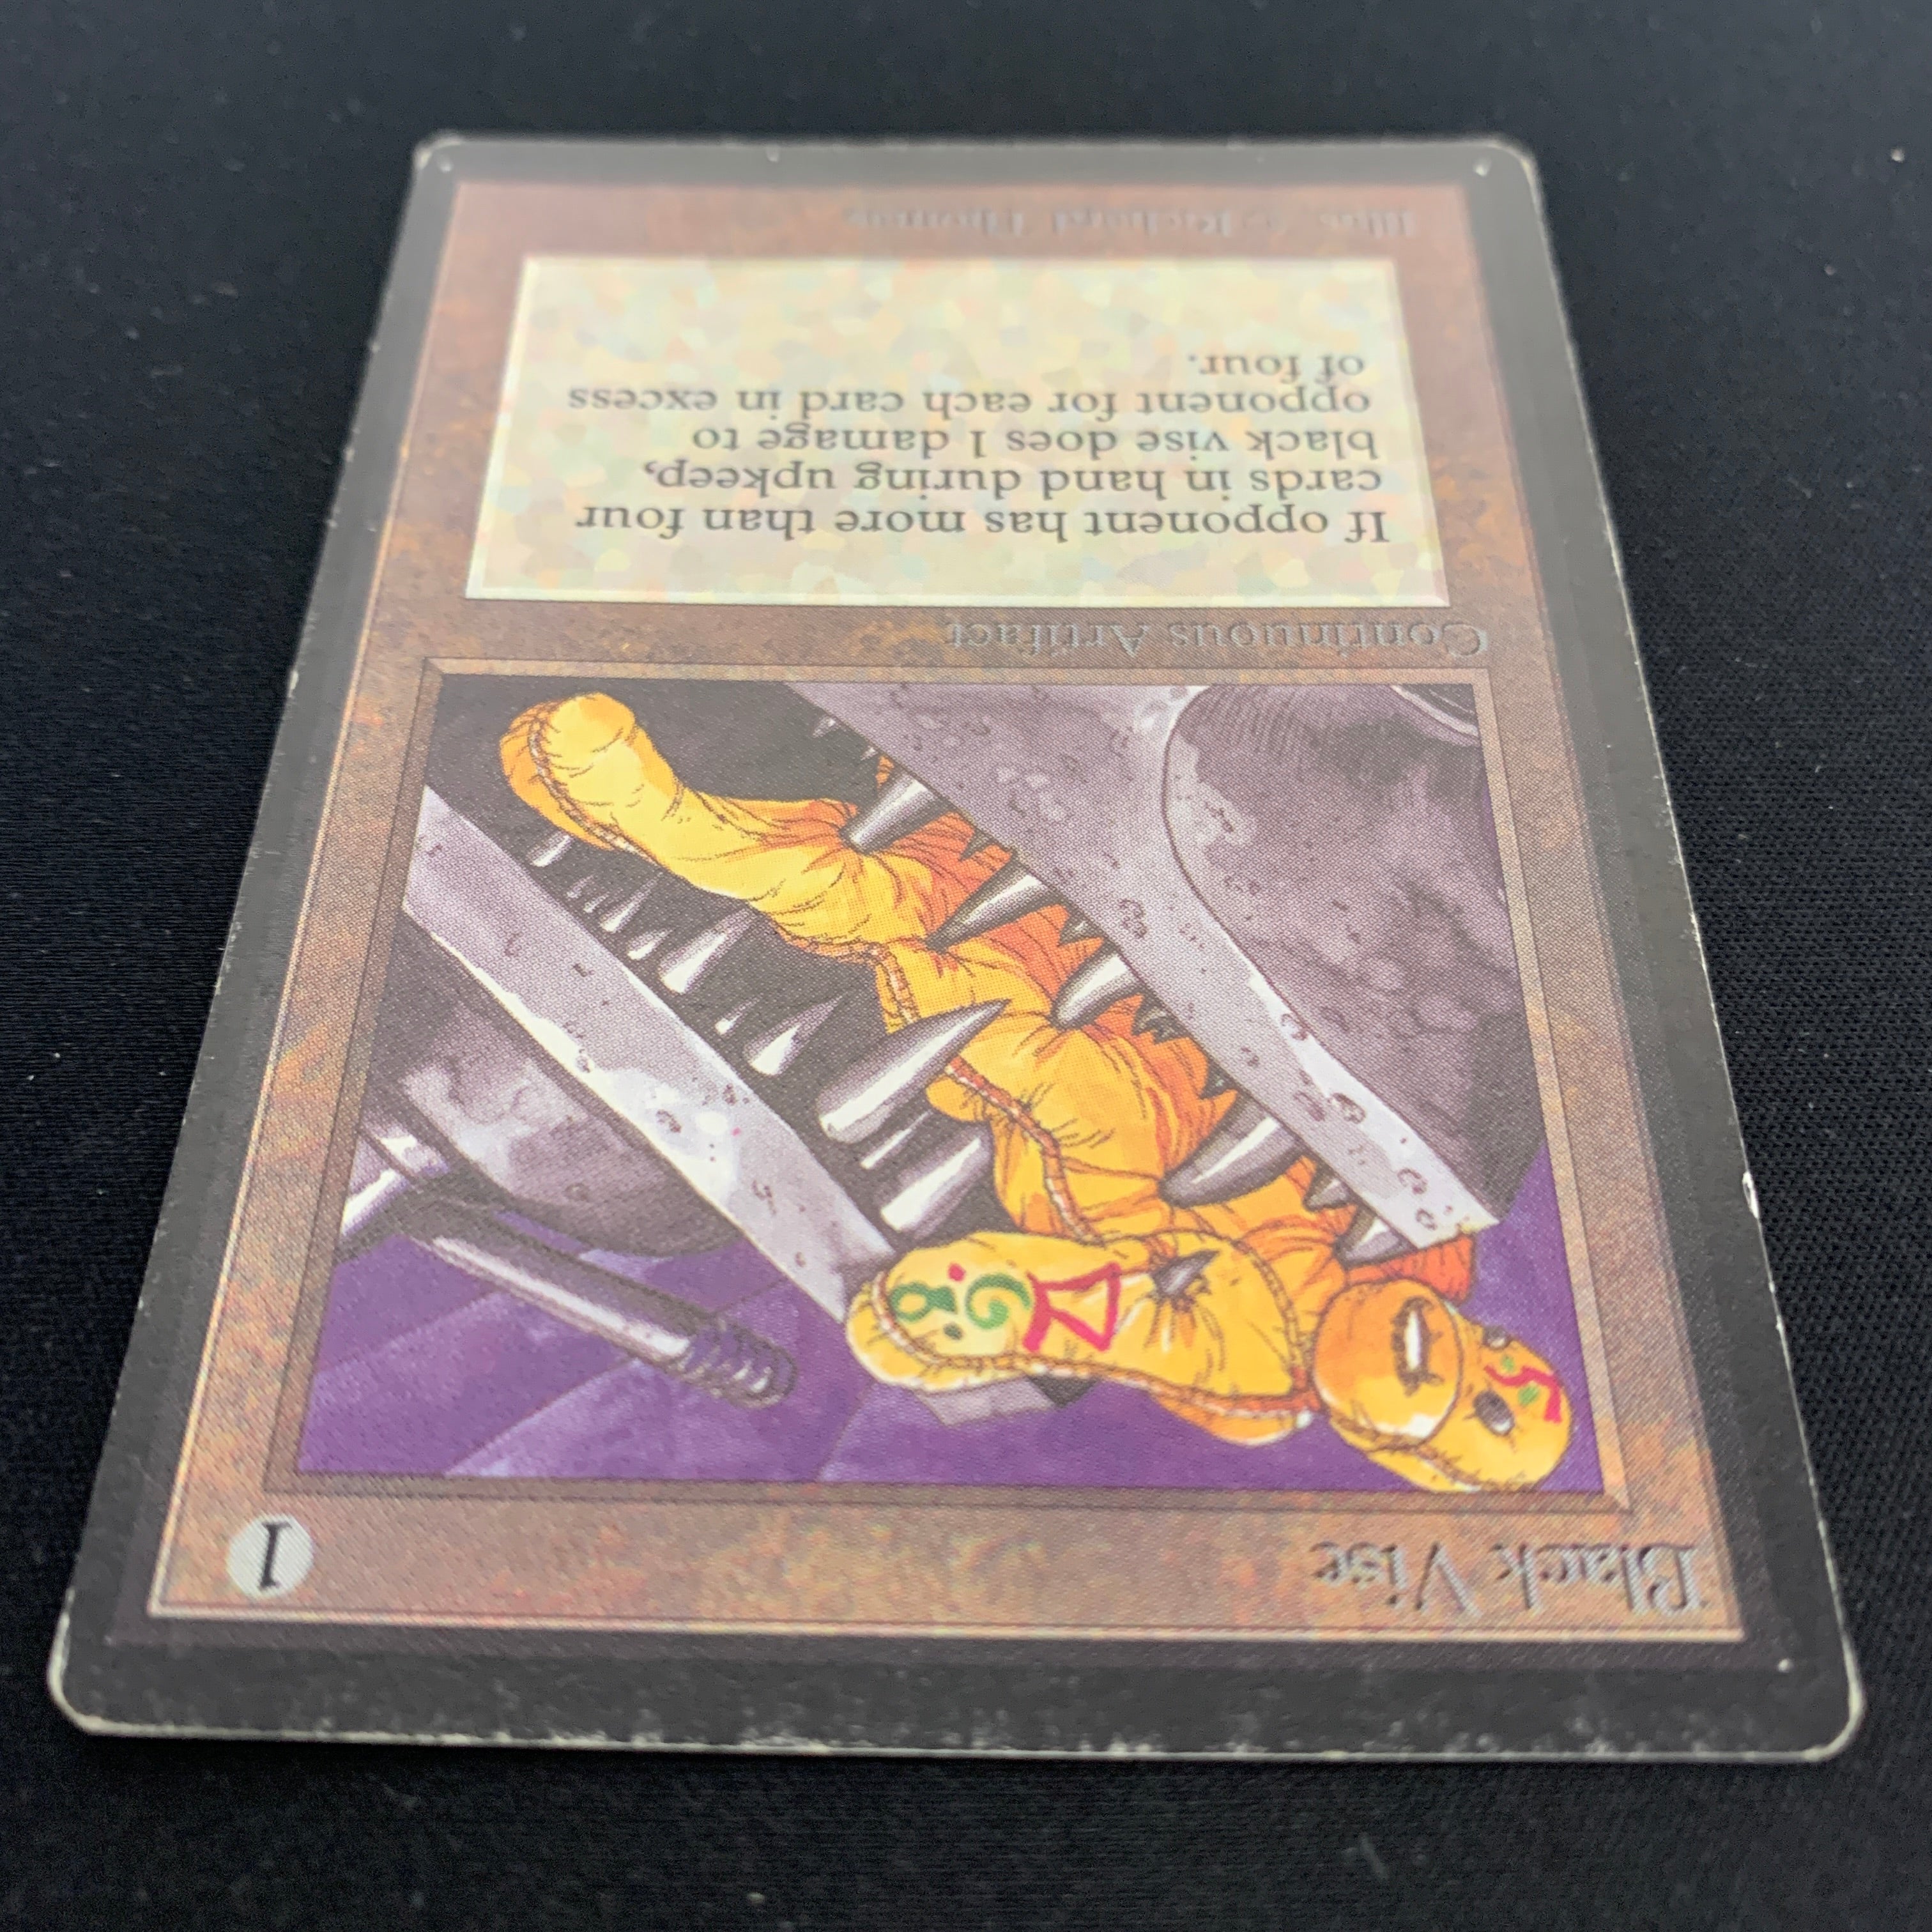 Black Vise
1
Continuous Artifact
If opponent has more than four
cards in hand during upkeep,
black vise does 1 damage to
opponent for each card in excess
of four.
Illus. © Richard Thomas